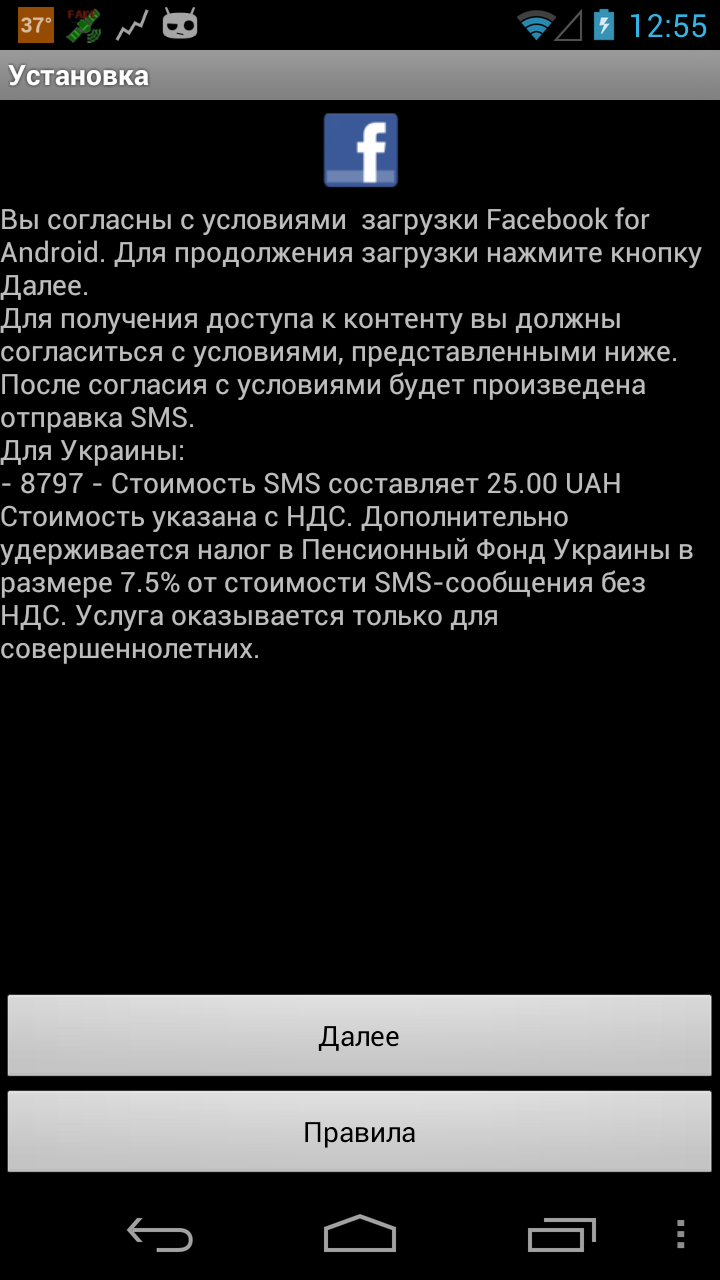 37°
FAKE
12:55
Установка
f
Вы согласны с условиями  загрузки Facebook for
Android. Для продолжения загрузки нажмите кнопку
Далее.
Для получения доступа к контенту вы должны
согласиться с условиями, представленными ниже.
После согласия с условиями будет произведена
отправка SMS.
Для Украины:
- 8797 - Стоимость SMS составляет 25.00 UAH
Стоимость указана с НДС. Дополнительно
удерживается налог в Пенсионный Фонд Украины в
размере 7.5% от стоимости SMS-сообщения без
НДС. Услуга оказывается только для
совершеннолетних.
Далее
Правила